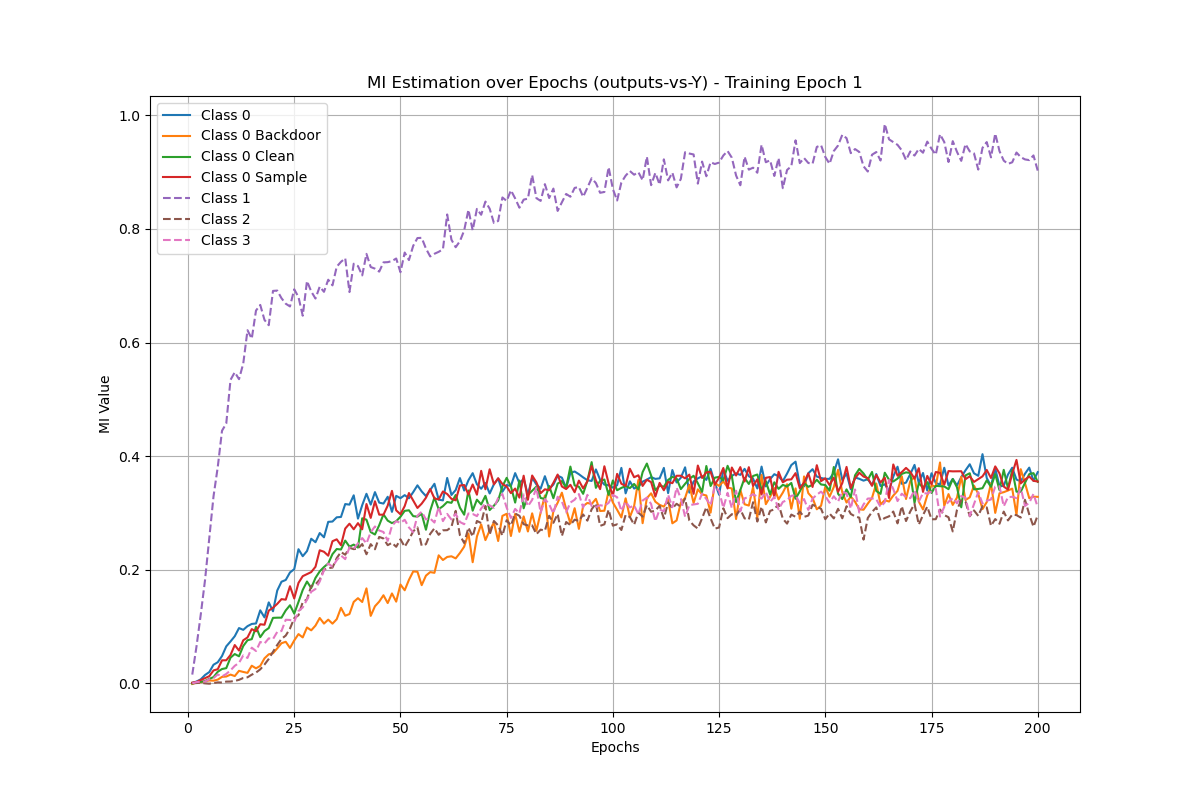 MI Estimation over Epochs (outputs-vs-Y) - Training Epoch 1
Class 0
Class 0 Backdoor
Class 0 Clean
Class 0 Sample
Class 1
Class 2
Class 3
1.0
0.8
0.6
0.4
0.2
0.0
MI Value
0 25 50 75 100 125 150 175 200
Epochs